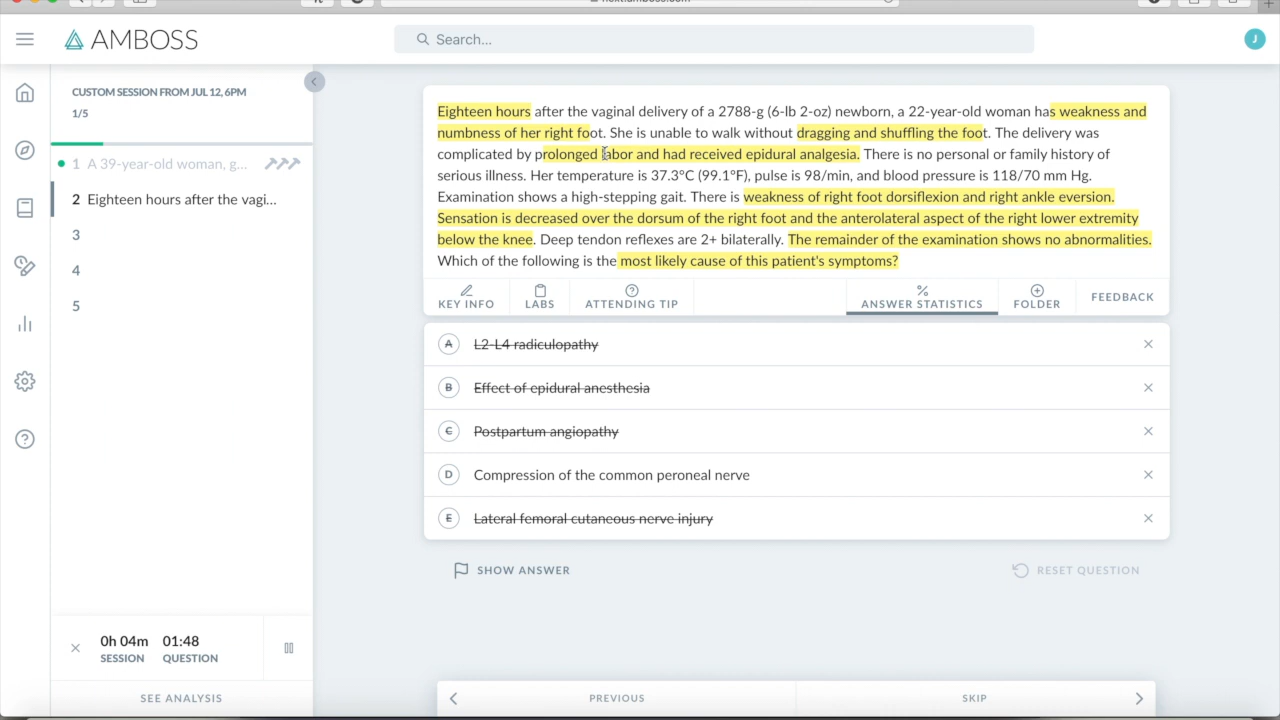 AMBOSS
Search...
J
CUSTOM SESSION FROM JUL 12, 6PM
1/5
1 A 39-year-old woman, g...
2 Eighteen hours after the vagi...
3
4
5
0h 04m 01:48
SESSION QUESTION
SEE ANALYSIS
Eighteen hours after the vaginal delivery of a 2788-g (6-lb 2-oz) newborn, a 22-year-old woman has weakness and
numbness of her right foot. She is unable to walk without dragging and shuffling the foot. The delivery was
complicated by prolonged labor and had received epidural analgesia. There is no personal or family history of
serious illness. Her temperature is 37.3°C (99.1°F), pulse is 98/min, and blood pressure is 118/70 mm Hg.
Examination shows a high-stepping gait. There is weakness of right foot dorsiflexion and right ankle eversion.
Sensation is decreased over the dorsum of the right foot and the anterolateral aspect of the right lower extremity
below the knee. Deep tendon reflexes are 2+ bilaterally. The remainder of the examination shows no abnormalities.
Which of the following is the most likely cause of this patient's symptoms?
KEY INFO LABS ATTENDING TIP ANSWER STATISTICS FOLDER FEEDBACK
A L2-L4 radiculopathy
B Effect of epidural anesthesia
C Postpartum angiopathy
D Compression of the common peroneal nerve
E Lateral femoral cutaneous nerve injury
SHOW ANSWER RESET QUESTION
PREVIOUS SKIP